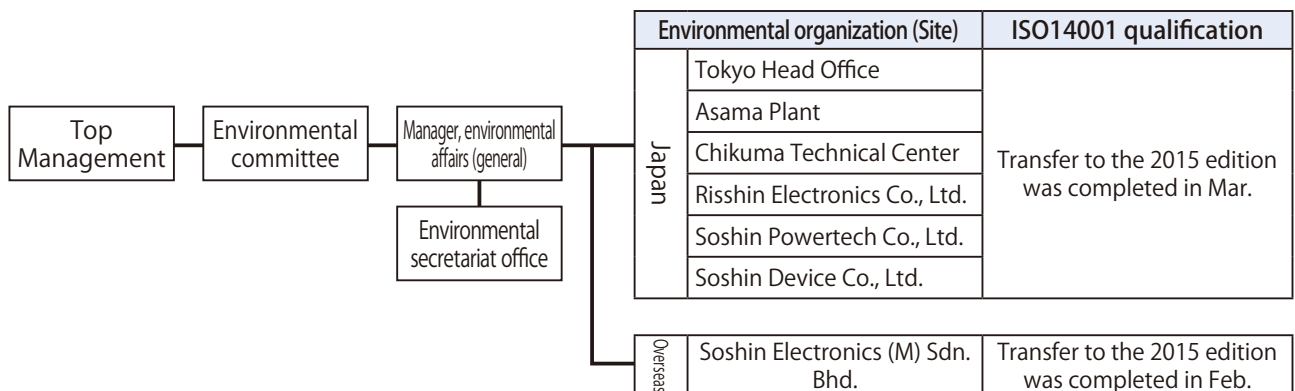 Top
Management
Environmental
committee
Manager, environmental
affairs (general)
Environmental
secretariat office
Environmental organization (Site)
ISO14001 qualification
Japan
Tokyo Head Office
Asama Plant
Chikuma Technical Center
Risshin Electronics Co., Ltd.
Soshin Powertech Co., Ltd.
Soshin Device Co., Ltd.
Transfer to the 2015 edition
was completed in Mar.
Overseas
Soshin Electronics (M) Sdn.
Bhd.
Transfer to the 2015 edition
was completed in Feb.